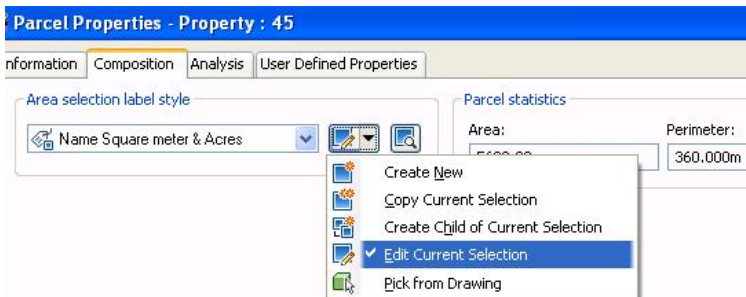 Parcel Properties - Property : 45
nformation Composition Analysis User Defined Properties
Area selection label style
Parcel statistics
Name Square meter & Acres
Area:
Perimeter:
360.000m
Create New
Copy Current Selection
Create Child of Current Selection
Edit Current Selection
Pick from Drawing